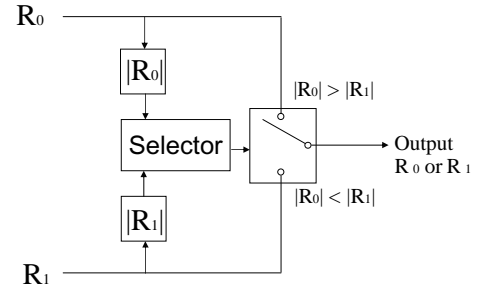 R₀
|R₀|
|R₀| > |R₁|
Selector
Output
R ₀ or R ₁
|R₁|
|R₀| < |R₁|
R₁